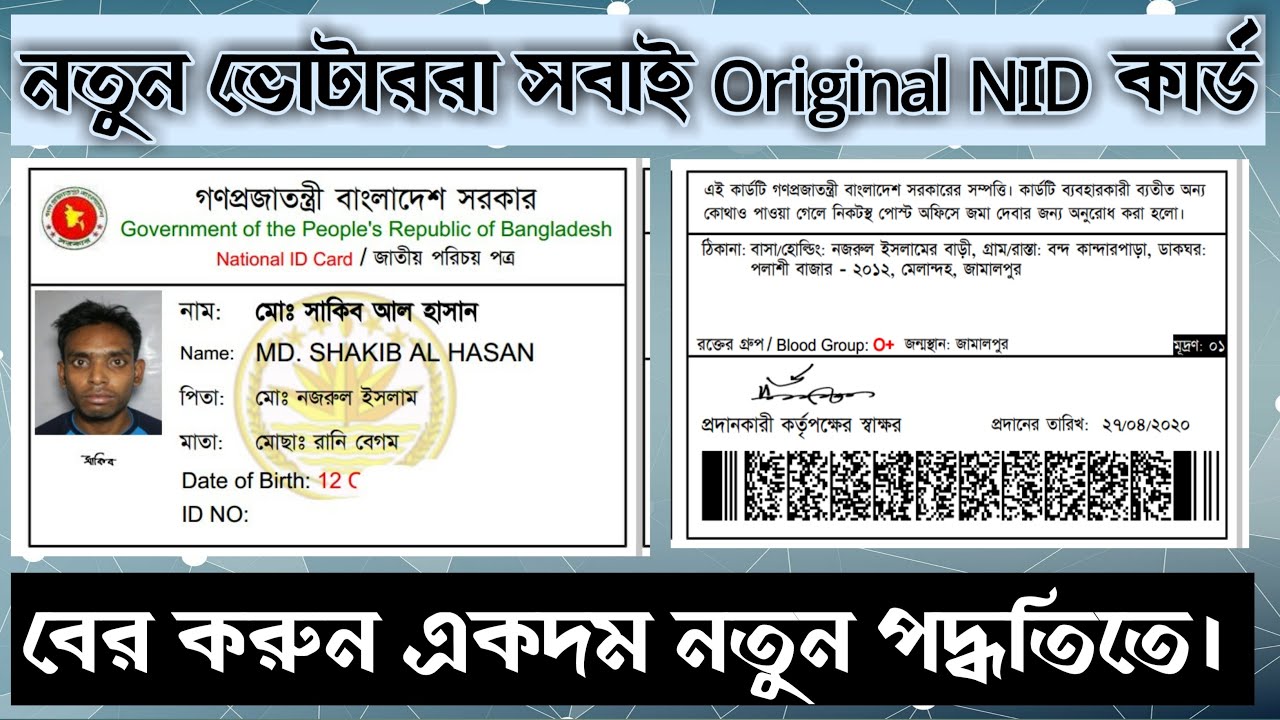 নতুন ভোটাররা সবাই Original NID কার্ড
গণপ্রজাতন্ত্রী বাংলাদেশ সরকার
Government of the People's Republic of Bangladesh
National ID Card / জাতীয় পরিচয় পত্র
নাম: মোঃ সাকিব আল হাসান
Name: MD. SHAKIB AL HASAN
পিতা: মোঃ নজরুল ইসলাম
মাতা: মোছাঃ রানি বেগম
Date of Birth: 12
ID NO:
সাকিব
এই কার্ডটি গণপ্রজাতন্ত্রী বাংলাদেশ সরকারের সম্পত্তি। কার্ডটি ব্যবহারকারী ব্যতীত অন্য
কোথাও পাওয়া গেলে নিকটস্থ পোস্ট অফিসে জমা দেবার জন্য অনুরোধ করা হলো।
ঠিকানা: বাসা/হোল্ডিং: নজরুল ইসলামের বাড়ী, গ্রাম/রাস্তা: বন্দ কান্দারপাড়া, ডাকঘর:
পলাশী বাজার - ২০১২, মেলান্দহ, জামালপুর
রক্তের গ্রুপ / Blood Group: O+ জন্মস্থান: জামালপুর মূদ্রণ: ০১
প্রদানকারী কর্তৃপক্ষের স্বাক্ষর প্রদানের তারিখ: ২৭/০৪/২০২০
বের করুন একদম নতুন পদ্ধতিতে।